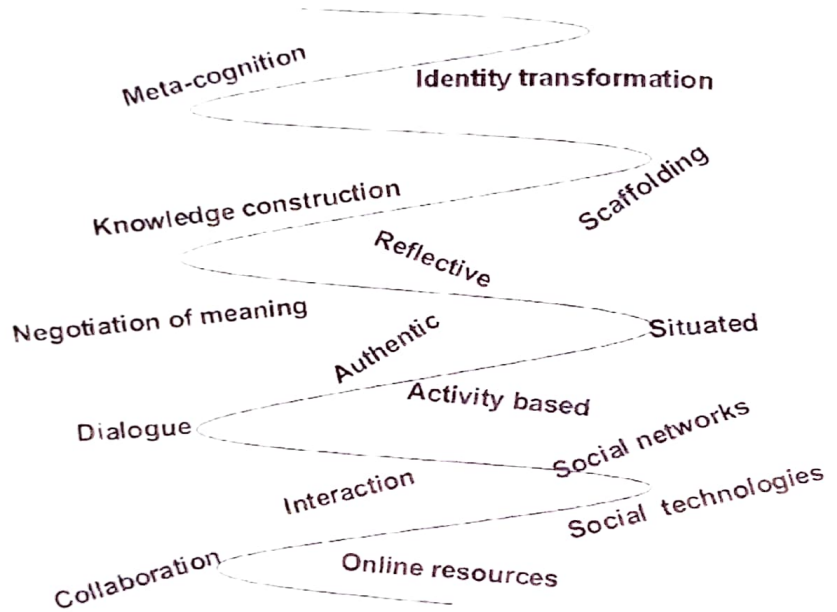 Meta-cognition
Identity transformation
Scaffolding
Knowledge construction
Reflective
Negotiation of meaning
Authentic
Situated
Activity based
Dialogue
Social networks
Interaction
Social technologies
Collaboration
Online resources